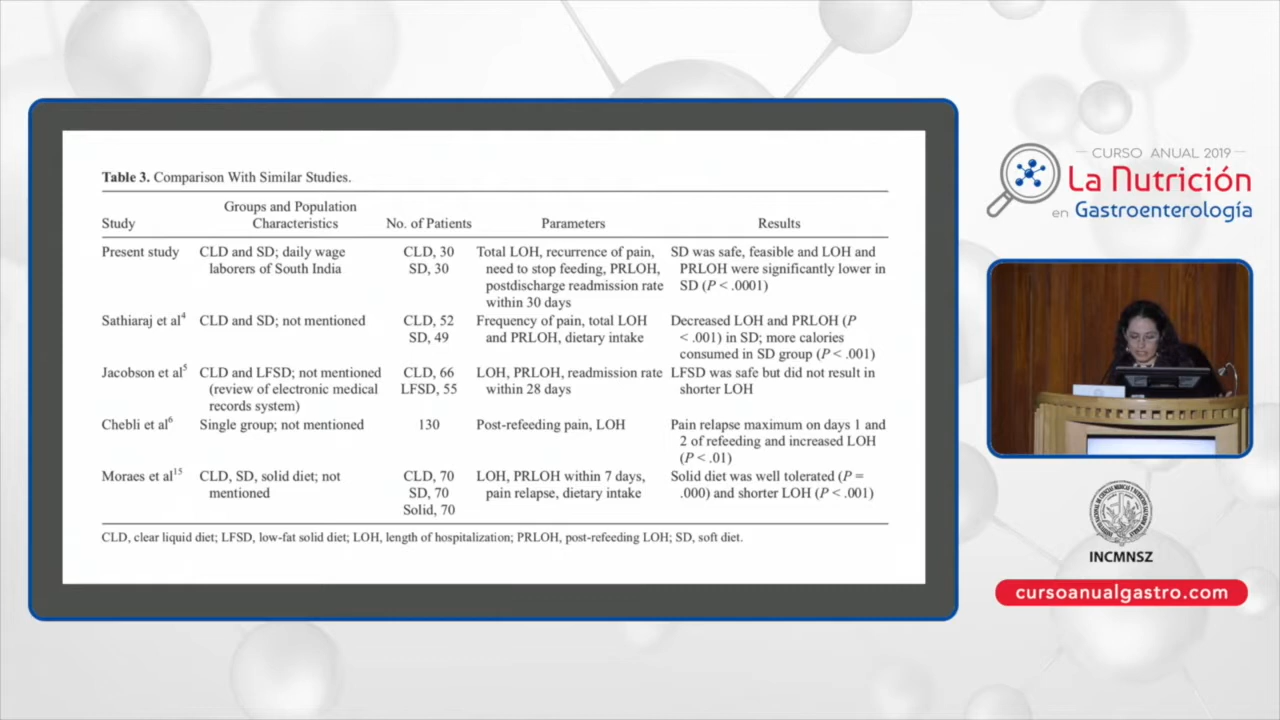 Table 3. Comparison With Similar Studies.
Study
Groups and Population
Characteristics
No. of Patients
Parameters
Results
Present study
CLD and SD; daily wage
laborers of South India
CLD, 30
SD, 30
Total LOH, recurrence of pain,
need to stop feeding, PRLOH,
postdischarge readmission rate
within 30 days
SD was safe, feasible and LOH and
PRLOH were significantly lower in
SD (P < .0001)
Sathiaraj et al4
CLD and SD; not mentioned
CLD, 52
SD, 49
Frequency of pain, total LOH
and PRLOH, dietary intake
Decreased LOH and PRLOH (P
< .001) in SD; more calories
consumed in SD group (P < .001)
Jacobson et al5
CLD and LFSD; not mentioned
(review of electronic medical
records system)
CLD, 66
LFSD, 55
LOH, PRLOH, readmission rate
within 28 days
LFSD was safe but did not result in
shorter LOH
Chebli et al6
Single group; not mentioned
130
Post-refeeding pain, LOH
Pain relapse maximum on days 1 and
2 of refeeding and increased LOH
(P < .01)
Moraes et al15
CLD, SD, solid diet; not
mentioned
CLD, 70
SD, 70
Solid, 70
LOH, PRLOH within 7 days,
pain relapse, dietary intake
Solid diet was well tolerated (P =
.000) and shorter LOH (P < .001)
CLD, clear liquid diet; LFSD, low-fat solid diet; LOH, length of hospitalization; PRLOH, post-refeeding LOH; SD, soft diet.
CURSO ANUAL 2019
La Nutrición
en Gastroenterología
INCMNSZ
cursoanualgastro.com